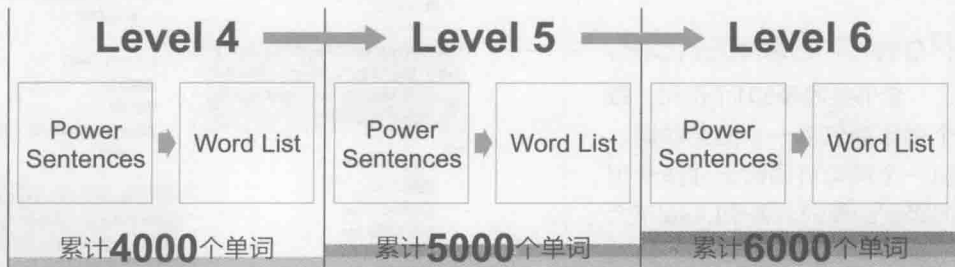 Level 4 Level 5 Level 6
Power Sentences Word List Power Sentences Word List Power Sentences Word List
累计4000个单词 累计5000个单词 累计6000个单词